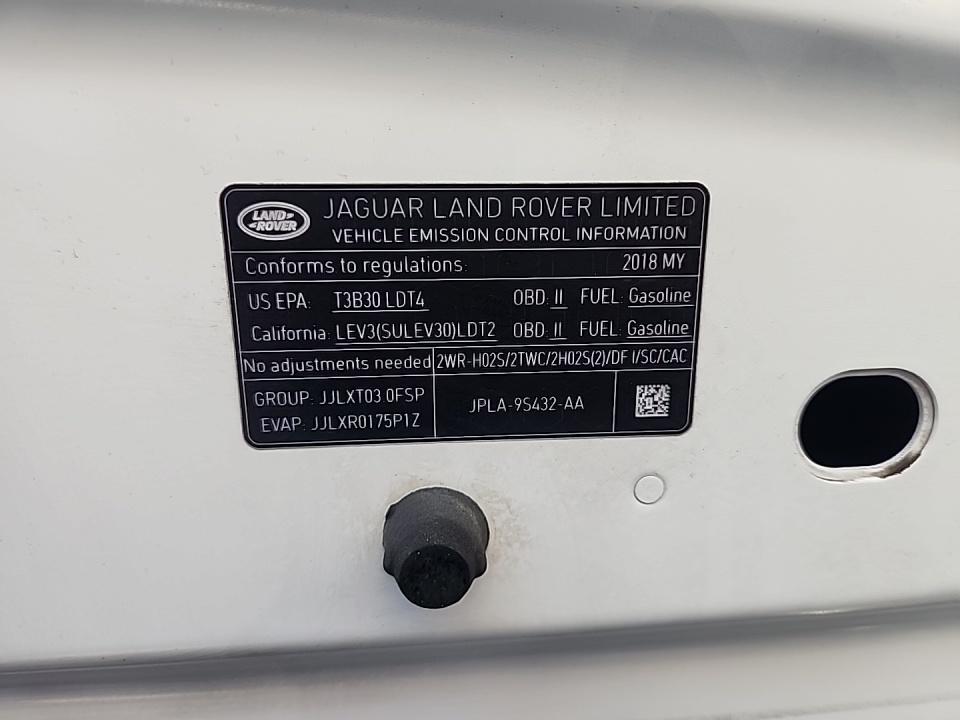 LAND ROVER
JAGUAR LAND ROVER LIMITED
VEHICLE EMISSION CONTROL INFORMATION
Conforms to regulations: 2018 MY
US EPA: T3B30 LDT4 OBD: II FUEL: Gasoline
California: LEV3(SULEV30)LDT2 OBD: II FUEL: Gasoline
No adjustments needed 2WR-HO2S/2TWC/2HO2S(2)/DF I/SC/CAC
GROUP: JJLXT03.0FSP
EVAP: JJLXR0175P1Z
JPLA-9S432-AA